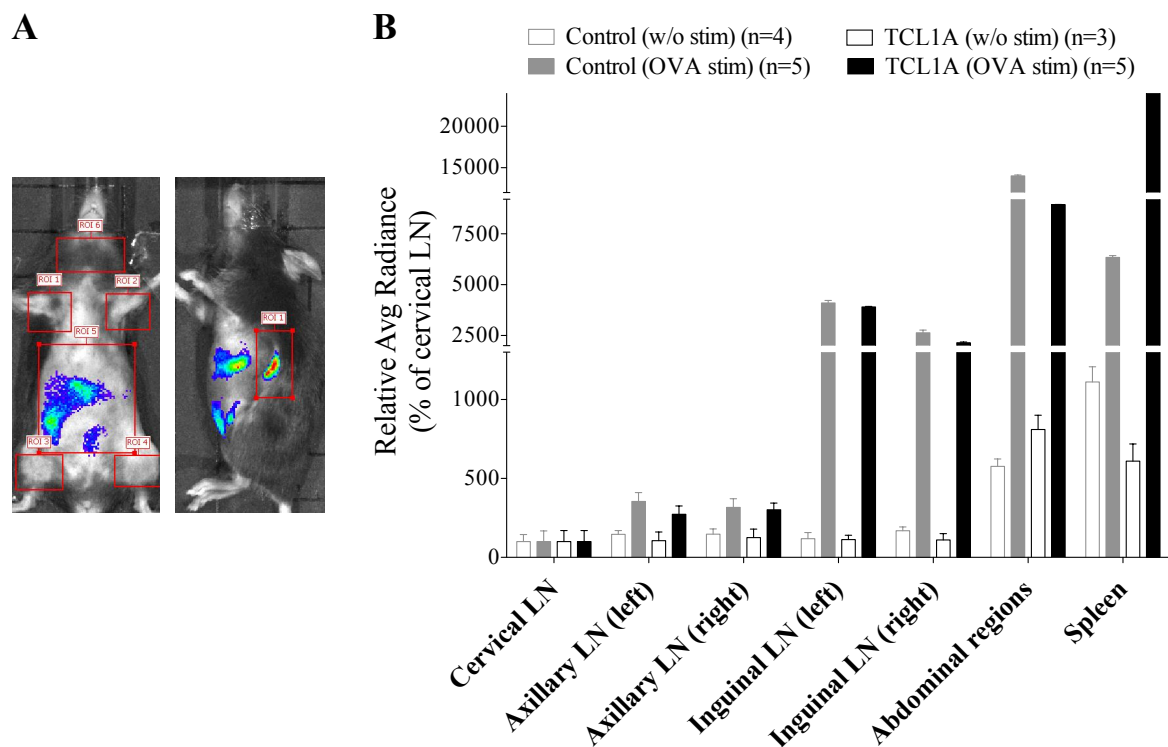 A
B
Control (w/o stim) (n=4)
TCL1A (w/o stim) (n=3)
Control (OVA stim) (n=5)
TCL1A (OVA stim) (n=5)
ROI 6
ROI 1
ROI 2
ROI 5
ROI 3
ROI 4
ROI 1
Relative Avg Radiance
(% of cervical LN)
20000
15000
7500
5000
2500
1000
500
0
Cervical LN
Axillary LN (left)
Axillary LN (right)
Inguinal LN (left)
Inguinal LN (right)
Abdominal regions
Spleen